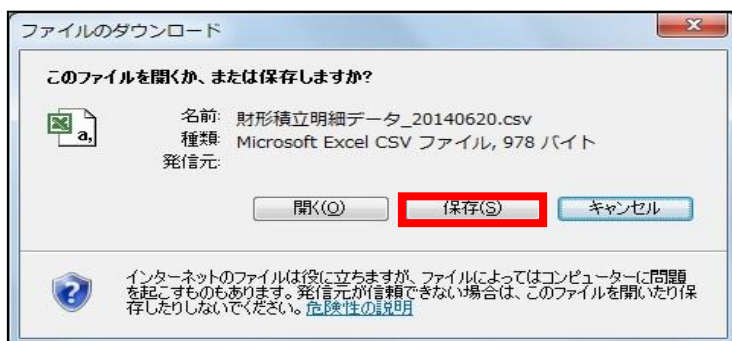 ファイルのダウンロード
このファイルを開くか、または保存しますか?
名前: 財形積立明細データ_20140620.csv
種類: Microsoft Excel CSV ファイル, 978 バイト
発信元:
開く(O) 保存(S) キャンセル
インターネットのファイルは役に立ちますが、ファイルによってはコンピューターに問題
を起こすものもあります。発信元が信頼できない場合は、このファイルを開いたり保
存したりしないでください。危険性の説明